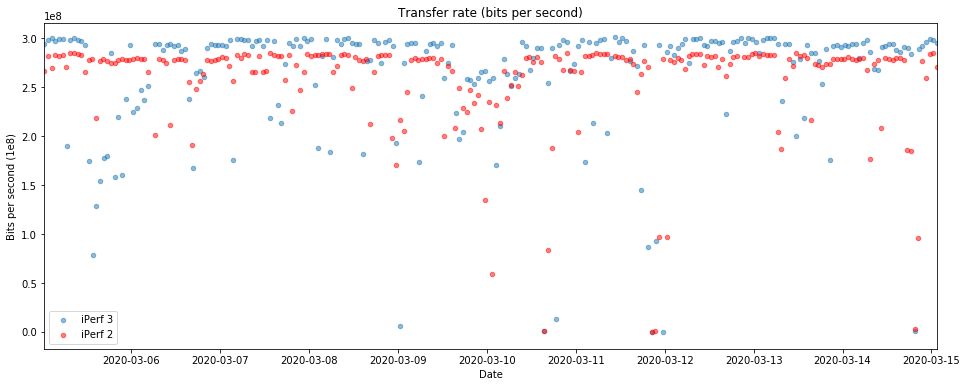 Transfer rate (bits per second)
1e8
3.0
2.5
2.0
1.5
1.0
0.5
0.0
Bits per second (1e8)
iPerf 3
iPerf 2
2020-03-06 2020-03-07 2020-03-08 2020-03-09 2020-03-10 2020-03-11 2020-03-12 2020-03-13 2020-03-14 2020-03-15
Date